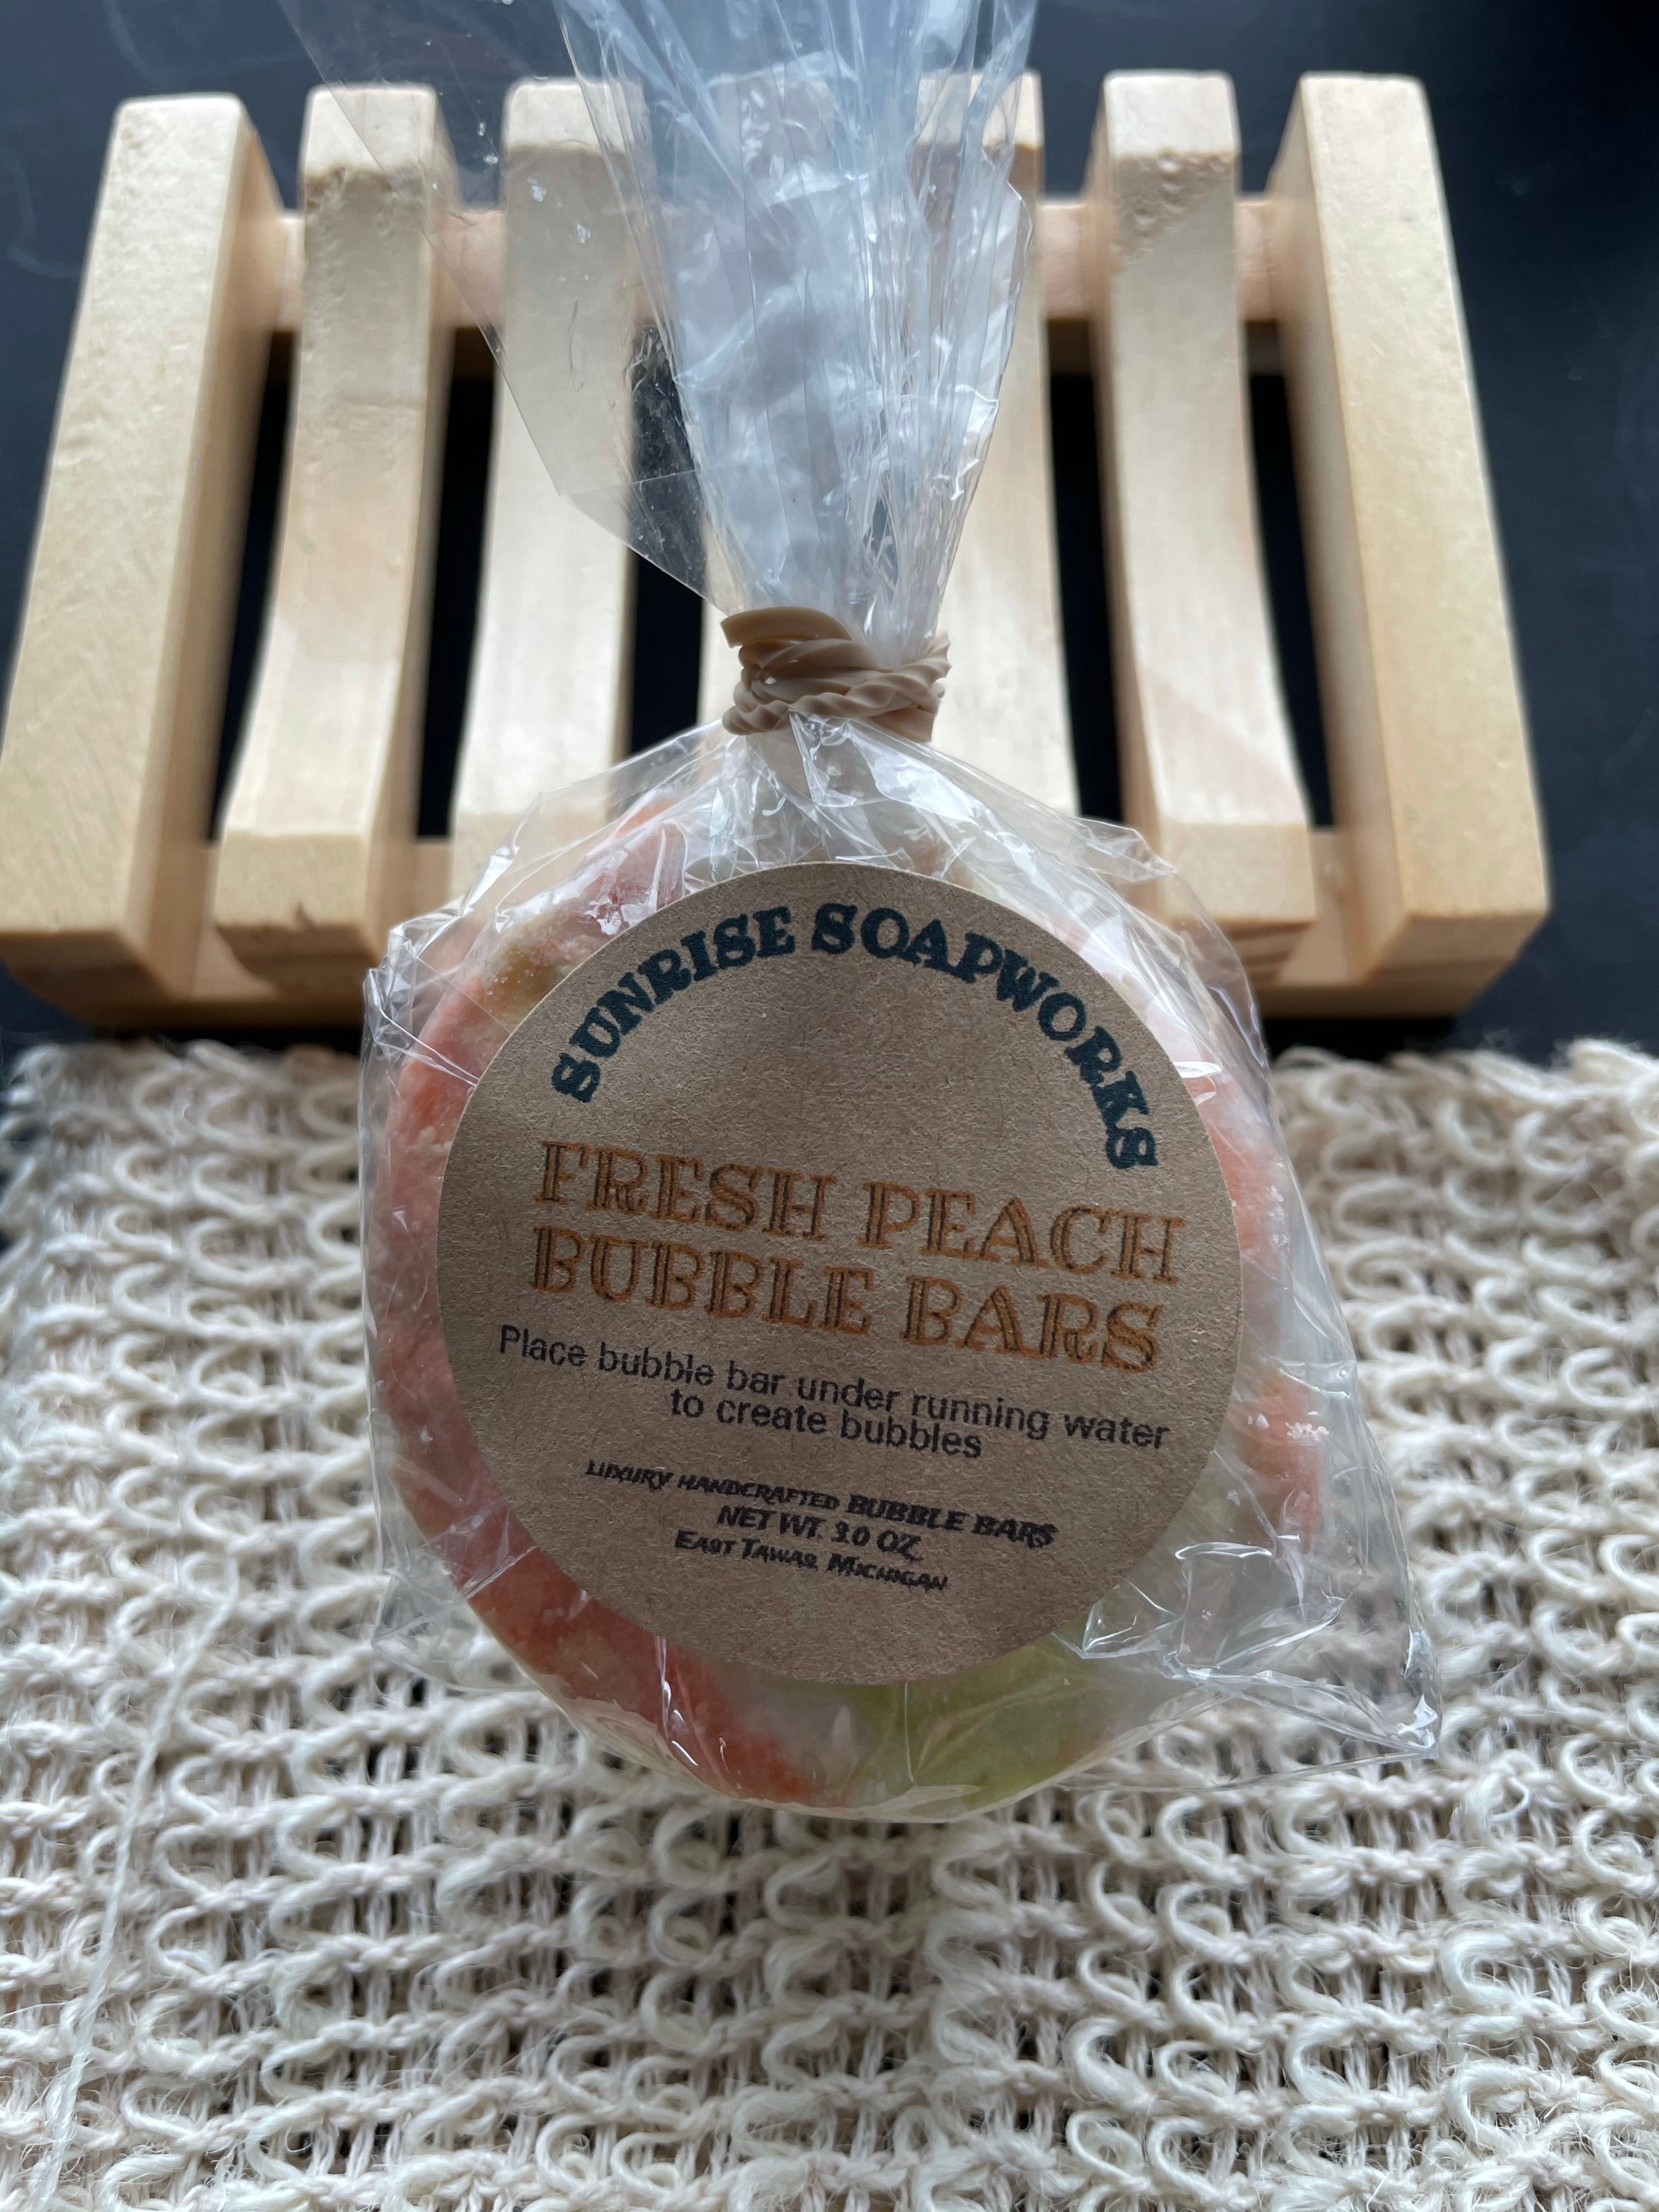 SUNRISE SOAPWORKS
FRESH PEACH
BUBBLE BARS
Place bubble bar under running water
to create bubbles
LUXURY HANDCRAFTED BUBBLE BARS
NET WT. 3.0 OZ.
EAST TAWAS, MICHIGAN